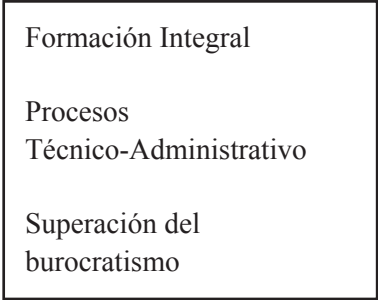 Formación Integral
Procesos
Técnico-Administrativo
Superación del
burocratismo